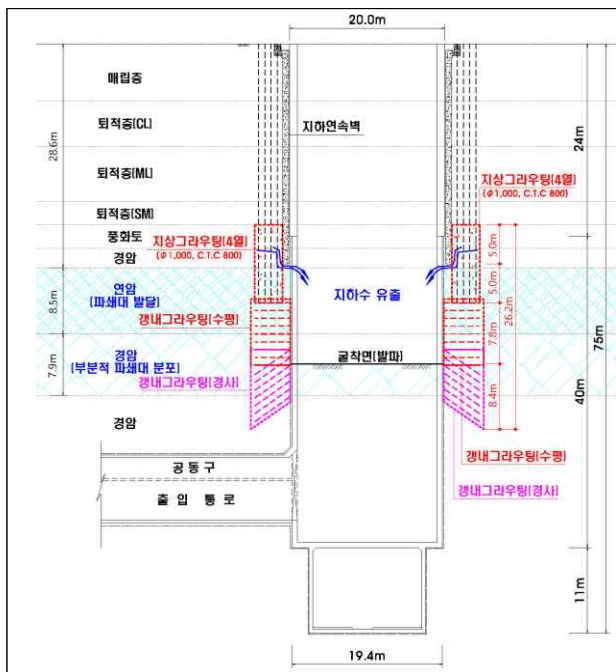 20.0m
매립층
퇴적층(CL)
지하연속벽
28.6m
24m
퇴적층(ML)
지상그라우팅(4열)
(φ1,000, C.T.C 800)
퇴적층(SM)
풍화토
지상그라우팅(4열)
(φ1,000, C.T.C 800)
경암
5.0m
연암
(파쇄대 발달)
지하수 유출
5.0m
8.5m
갱내그라우팅(수평)
7.8m
26.2m
75m
경암
(부분적 파쇄대 분포)
굴착면(발파)
7.9m
갱내그라우팅(경사)
8.4m
40m
경암
갱내그라우팅(수평)
공동구
갱내그라우팅(경사)
출입 통로
11m
19.4m